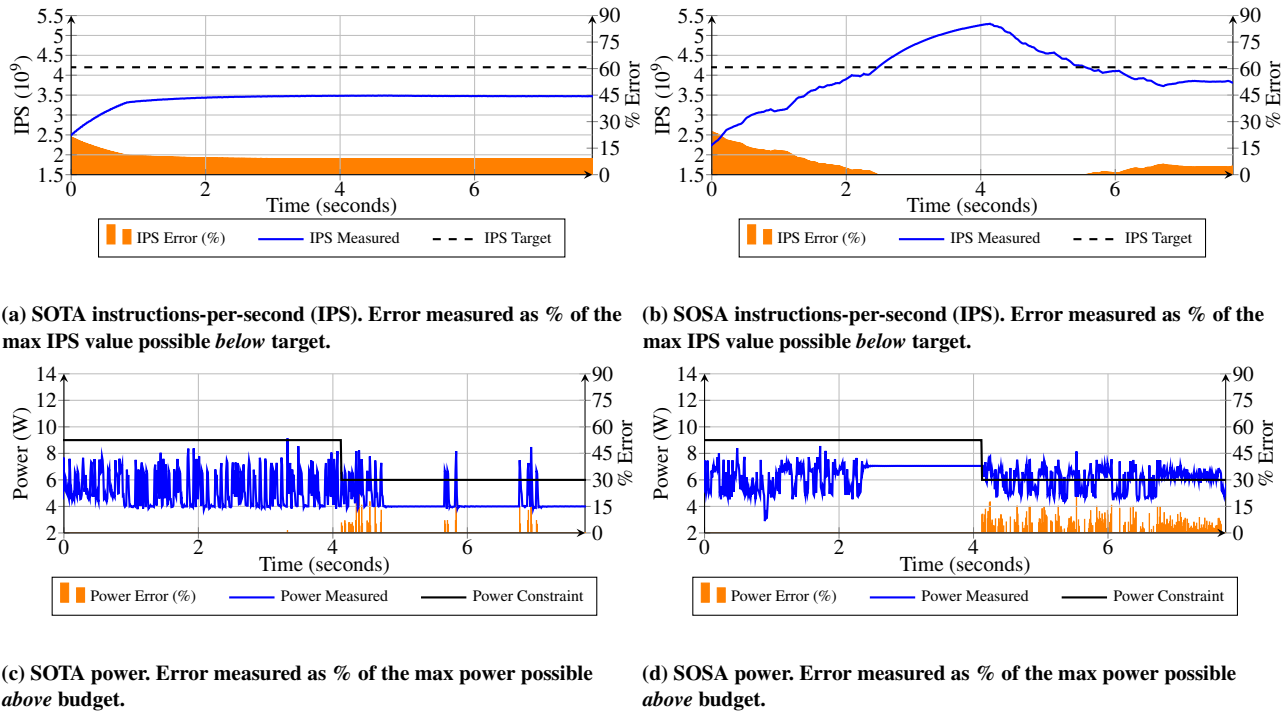 5.5
5
4.5
4
3.5
3
2.5
2
1.5
IPS (10⁹)
90
75
60
45
30
15
0
% Error
0 2 4 6
Time (seconds)
IPS Error (%) IPS Measured IPS Target
5.5
5
4.5
4
3.5
3
2.5
2
1.5
IPS (10⁹)
90
75
60
45
30
15
0
% Error
0 2 4 6
Time (seconds)
IPS Error (%) IPS Measured IPS Target
(a) SOTA instructions-per-second (IPS). Error measured as % of the
max IPS value possible below target.
(b) SOSA instructions-per-second (IPS). Error measured as % of the
max IPS value possible below target.
14
12
10
8
6
4
2
Power (W)
90
75
60
45
30
15
0
% Error
0 2 4 6
Time (seconds)
Power Error (%) Power Measured Power Constraint
14
12
10
8
6
4
2
Power (W)
90
75
60
45
30
15
0
% Error
0 2 4 6
Time (seconds)
Power Error (%) Power Measured Power Constraint
(c) SOTA power. Error measured as % of the max power possible
above budget.
(d) SOSA power. Error measured as % of the max power possible
above budget.